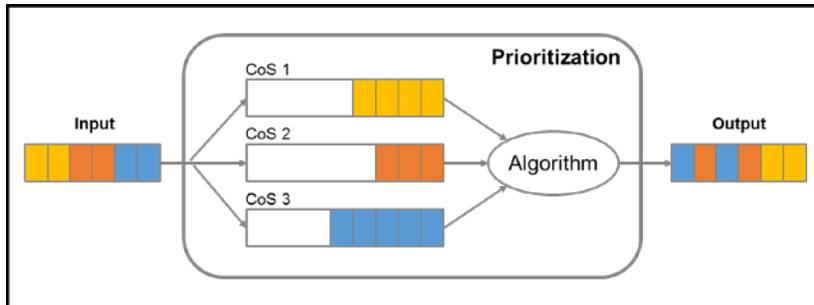 Prioritization
CoS 1
Input
CoS 2
Algorithm
Output
CoS 3